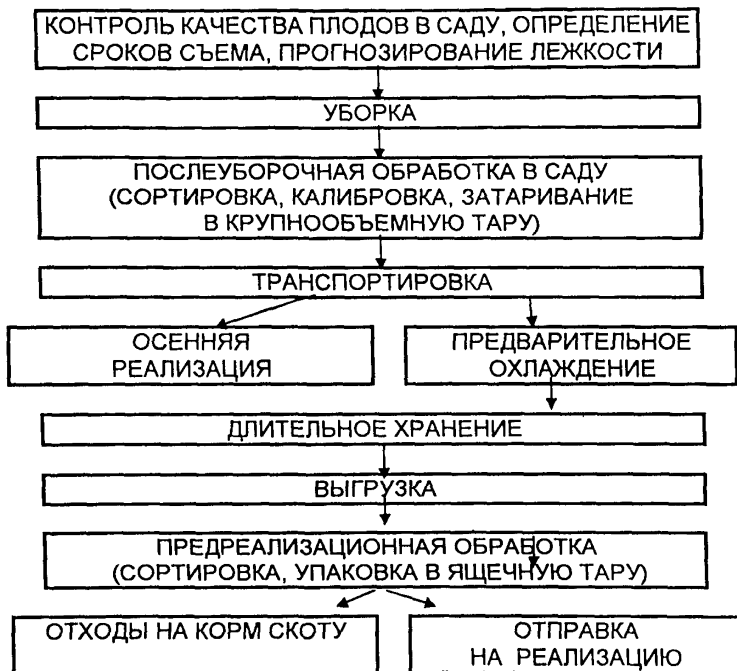 КОНТРОЛЬ КАЧЕСТВА ПЛОДОВ В САДУ, ОПРЕДЕЛЕНИЕ
СРОКОВ СЪЕМА, ПРОГНОЗИРОВАНИЕ ЛЕЖКОСТИ
УБОРКА
ПОСЛЕУБОРОЧНАЯ ОБРАБОТКА В САДУ
(СОРТИРОВКА, КАЛИБРОВКА, ЗАТАРИВАНИЕ
В КРУПНООБЪЕМНУЮ ТАРУ)
ТРАНСПОРТИРОВКА
ОСЕННЯЯ
РЕАЛИЗАЦИЯ
ПРЕДВАРИТЕЛЬНОЕ
ОХЛАЖДЕНИЕ
ДЛИТЕЛЬНОЕ ХРАНЕНИЕ
ВЫГРУЗКА
ПРЕДРЕАЛИЗАЦИОННАЯ ОБРАБОТКА
(СОРТИРОВКА, УПАКОВКА В ЯЩЕЧНУЮ ТАРУ)
ОТХОДЫ НА КОРМ СКОТУ
ОТПРАВКА
НА РЕАЛИЗАЦИЮ